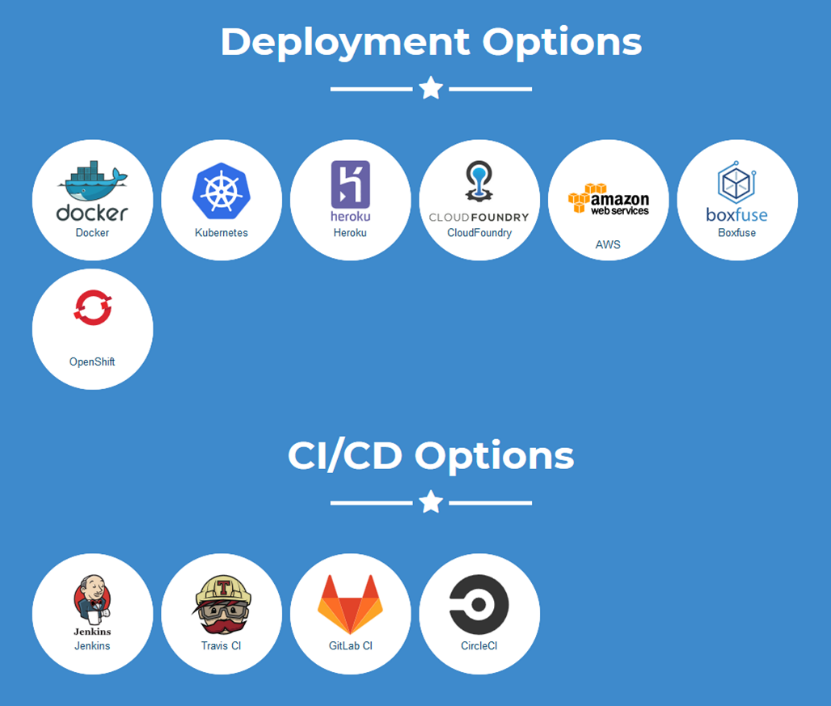 Deployment Options
docker
Docker
Kubernetes
heroku
Heroku
CLOUDFOUNDRY
CloudFoundry
amazon
web services
AWS
boxfuse
Boxfuse
OpenShift
CI/CD Options
Jenkins
Jenkins
T
Travis CI
GitLab CI
CircleCI